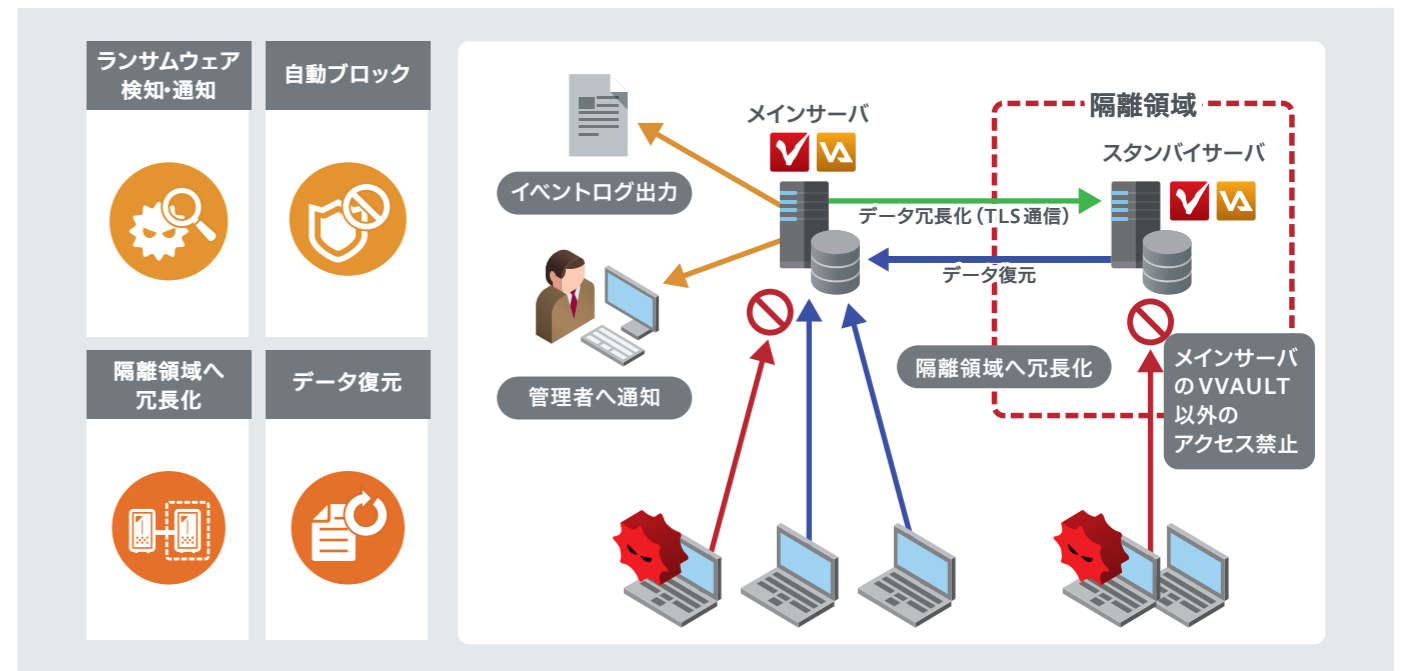 ランサムウェア
検知・通知
自動ブロック
隔離領域へ
冗長化
データ復元
メインサーバ
VA
イベントログ出力
管理者へ通知
隔離領域
スタンバイサーバ
VA
データ冗長化（TLS通信）
データ復元
隔離領域へ冗長化
メインサーバ
のVVAULT
以外の
アクセス禁止